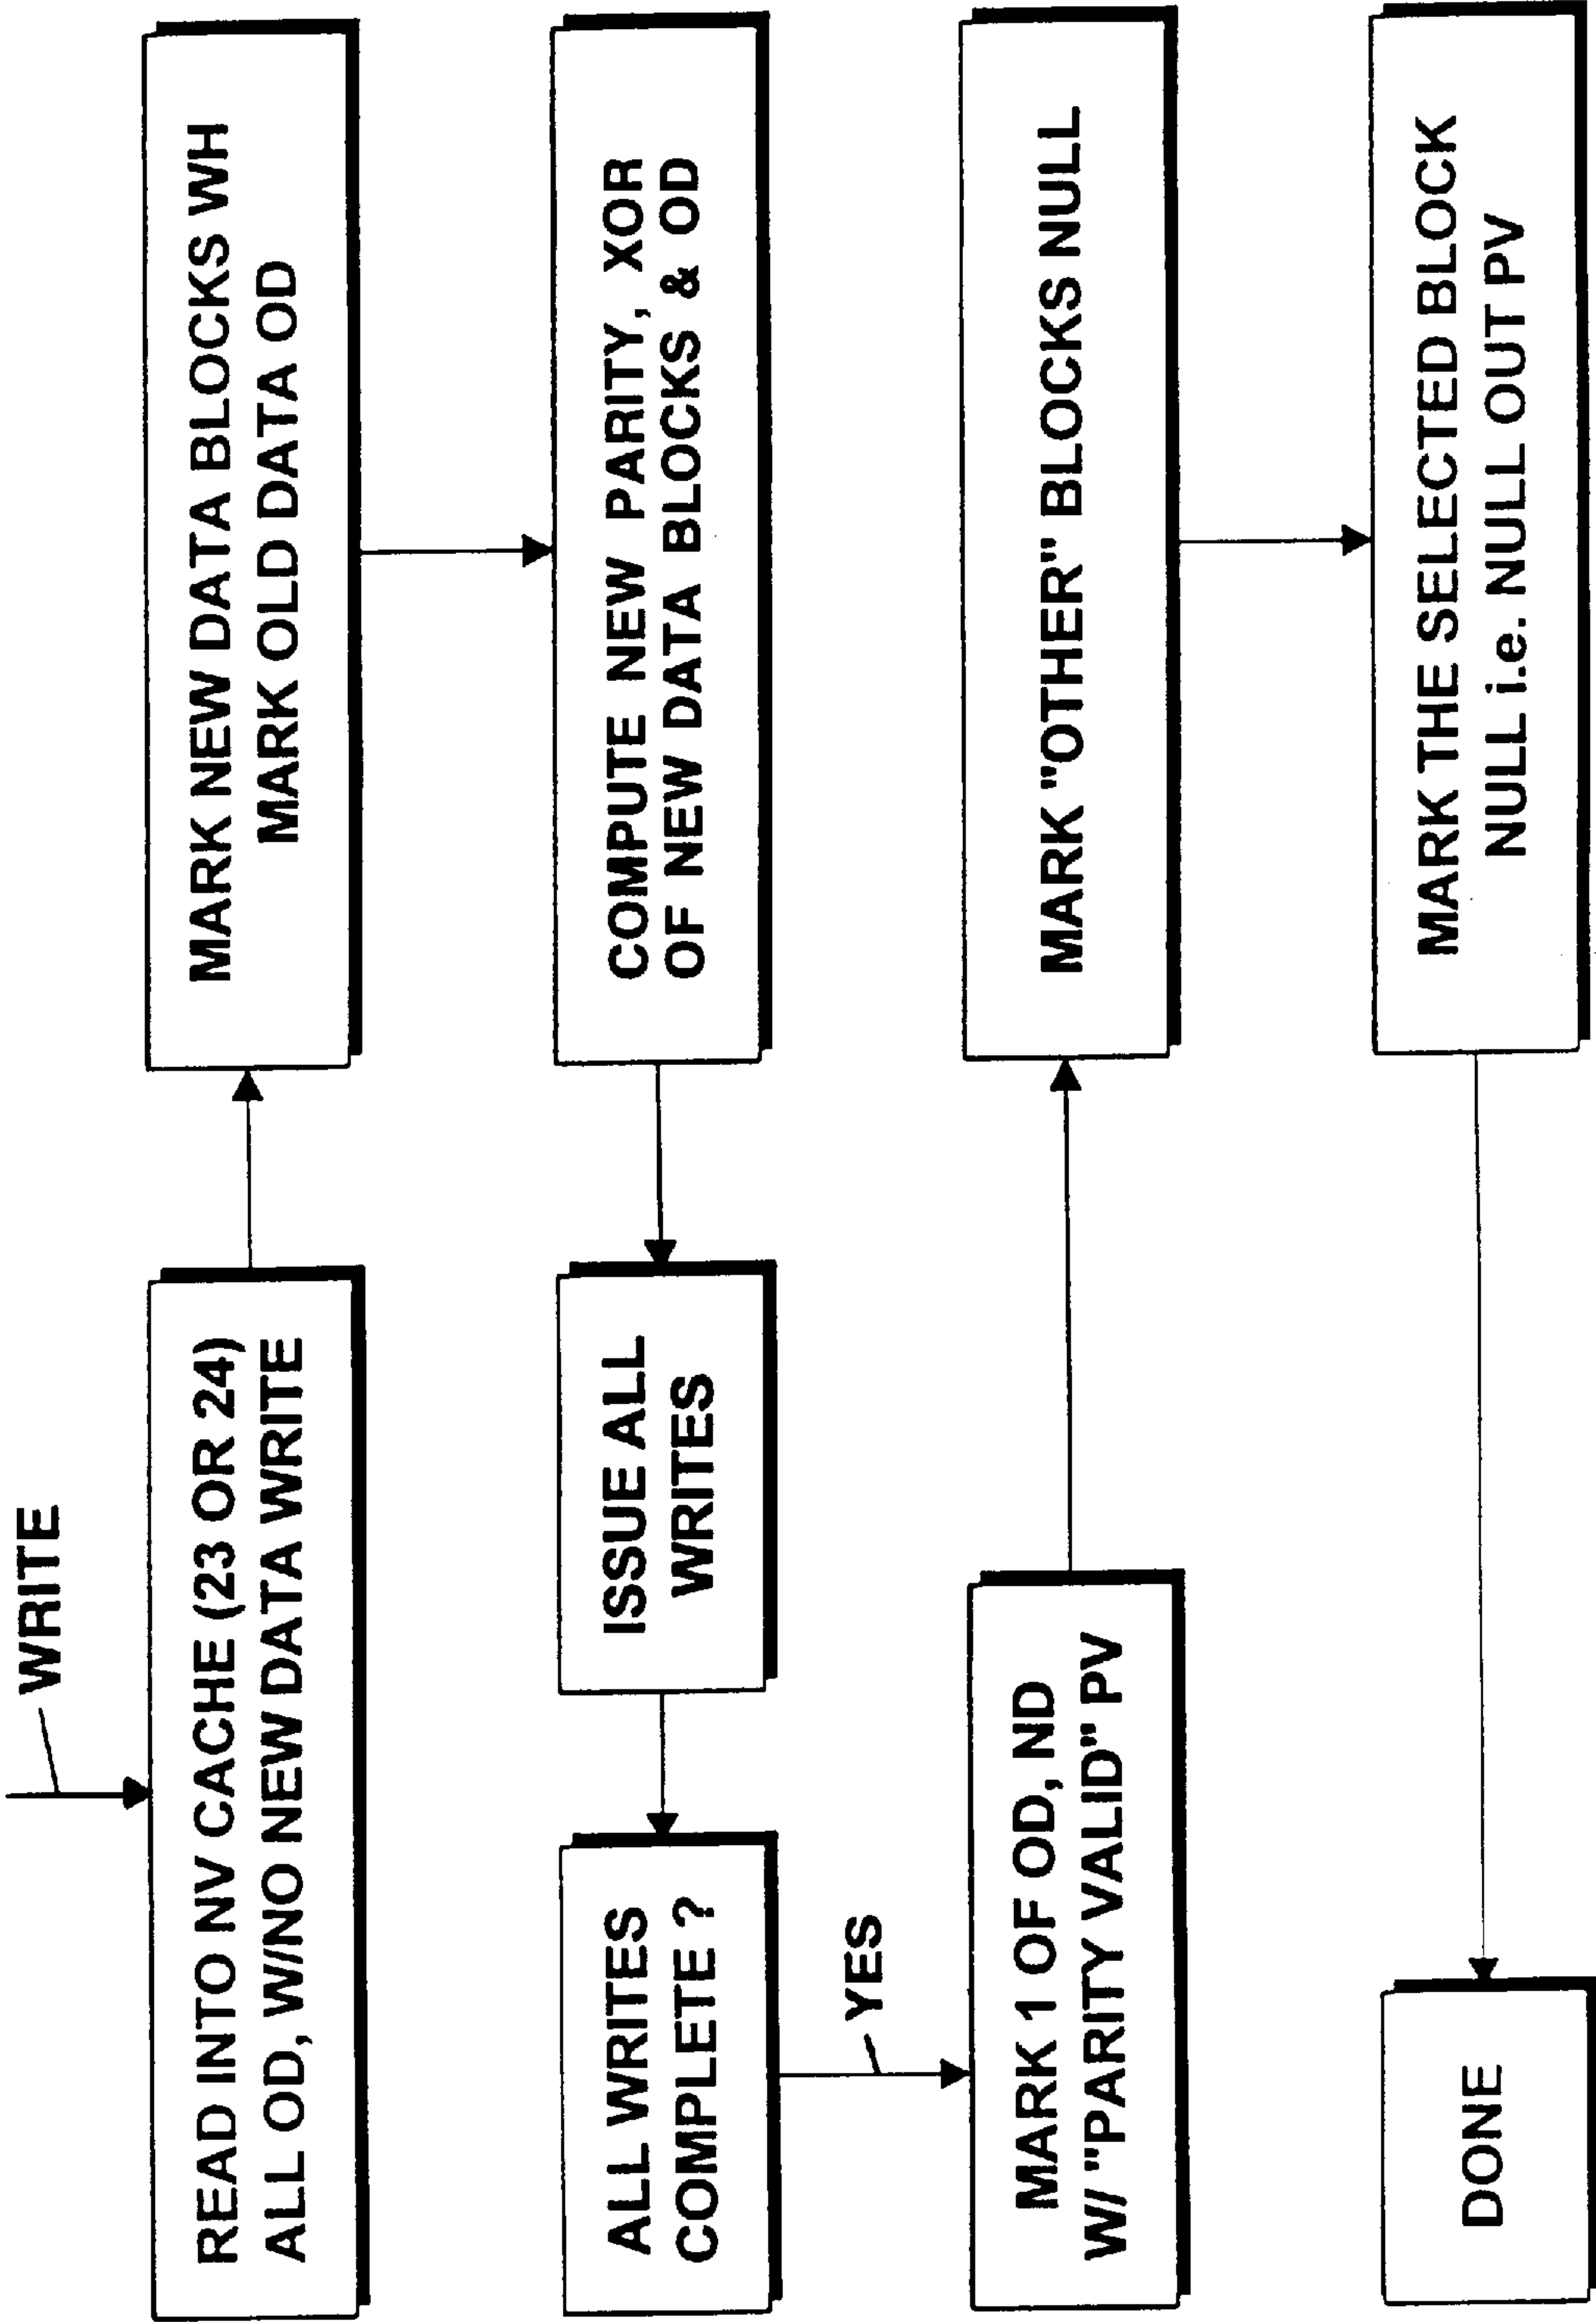 WRITE
READ INTO NV CACHE (23 OR 24)
ALL OD, W/NO NEW DATA WRITE
MARK NEW DATA BLOCKS WH
MARK OLD DATA OD
COMPUTE NEW PARITY, XOR
OF NEW DATA BLOCKS & OD
ISSUE ALL
WRITES
ALL WRITES
COMPLETE ?
YES
MARK 1 OF OD, ND
W/ "PARITY VALID" PV
MARK "OTHER" BLOCKS NULL
MARK THE SELECTED BLOCK
NULL i.e. NULL OUT PV
DONE